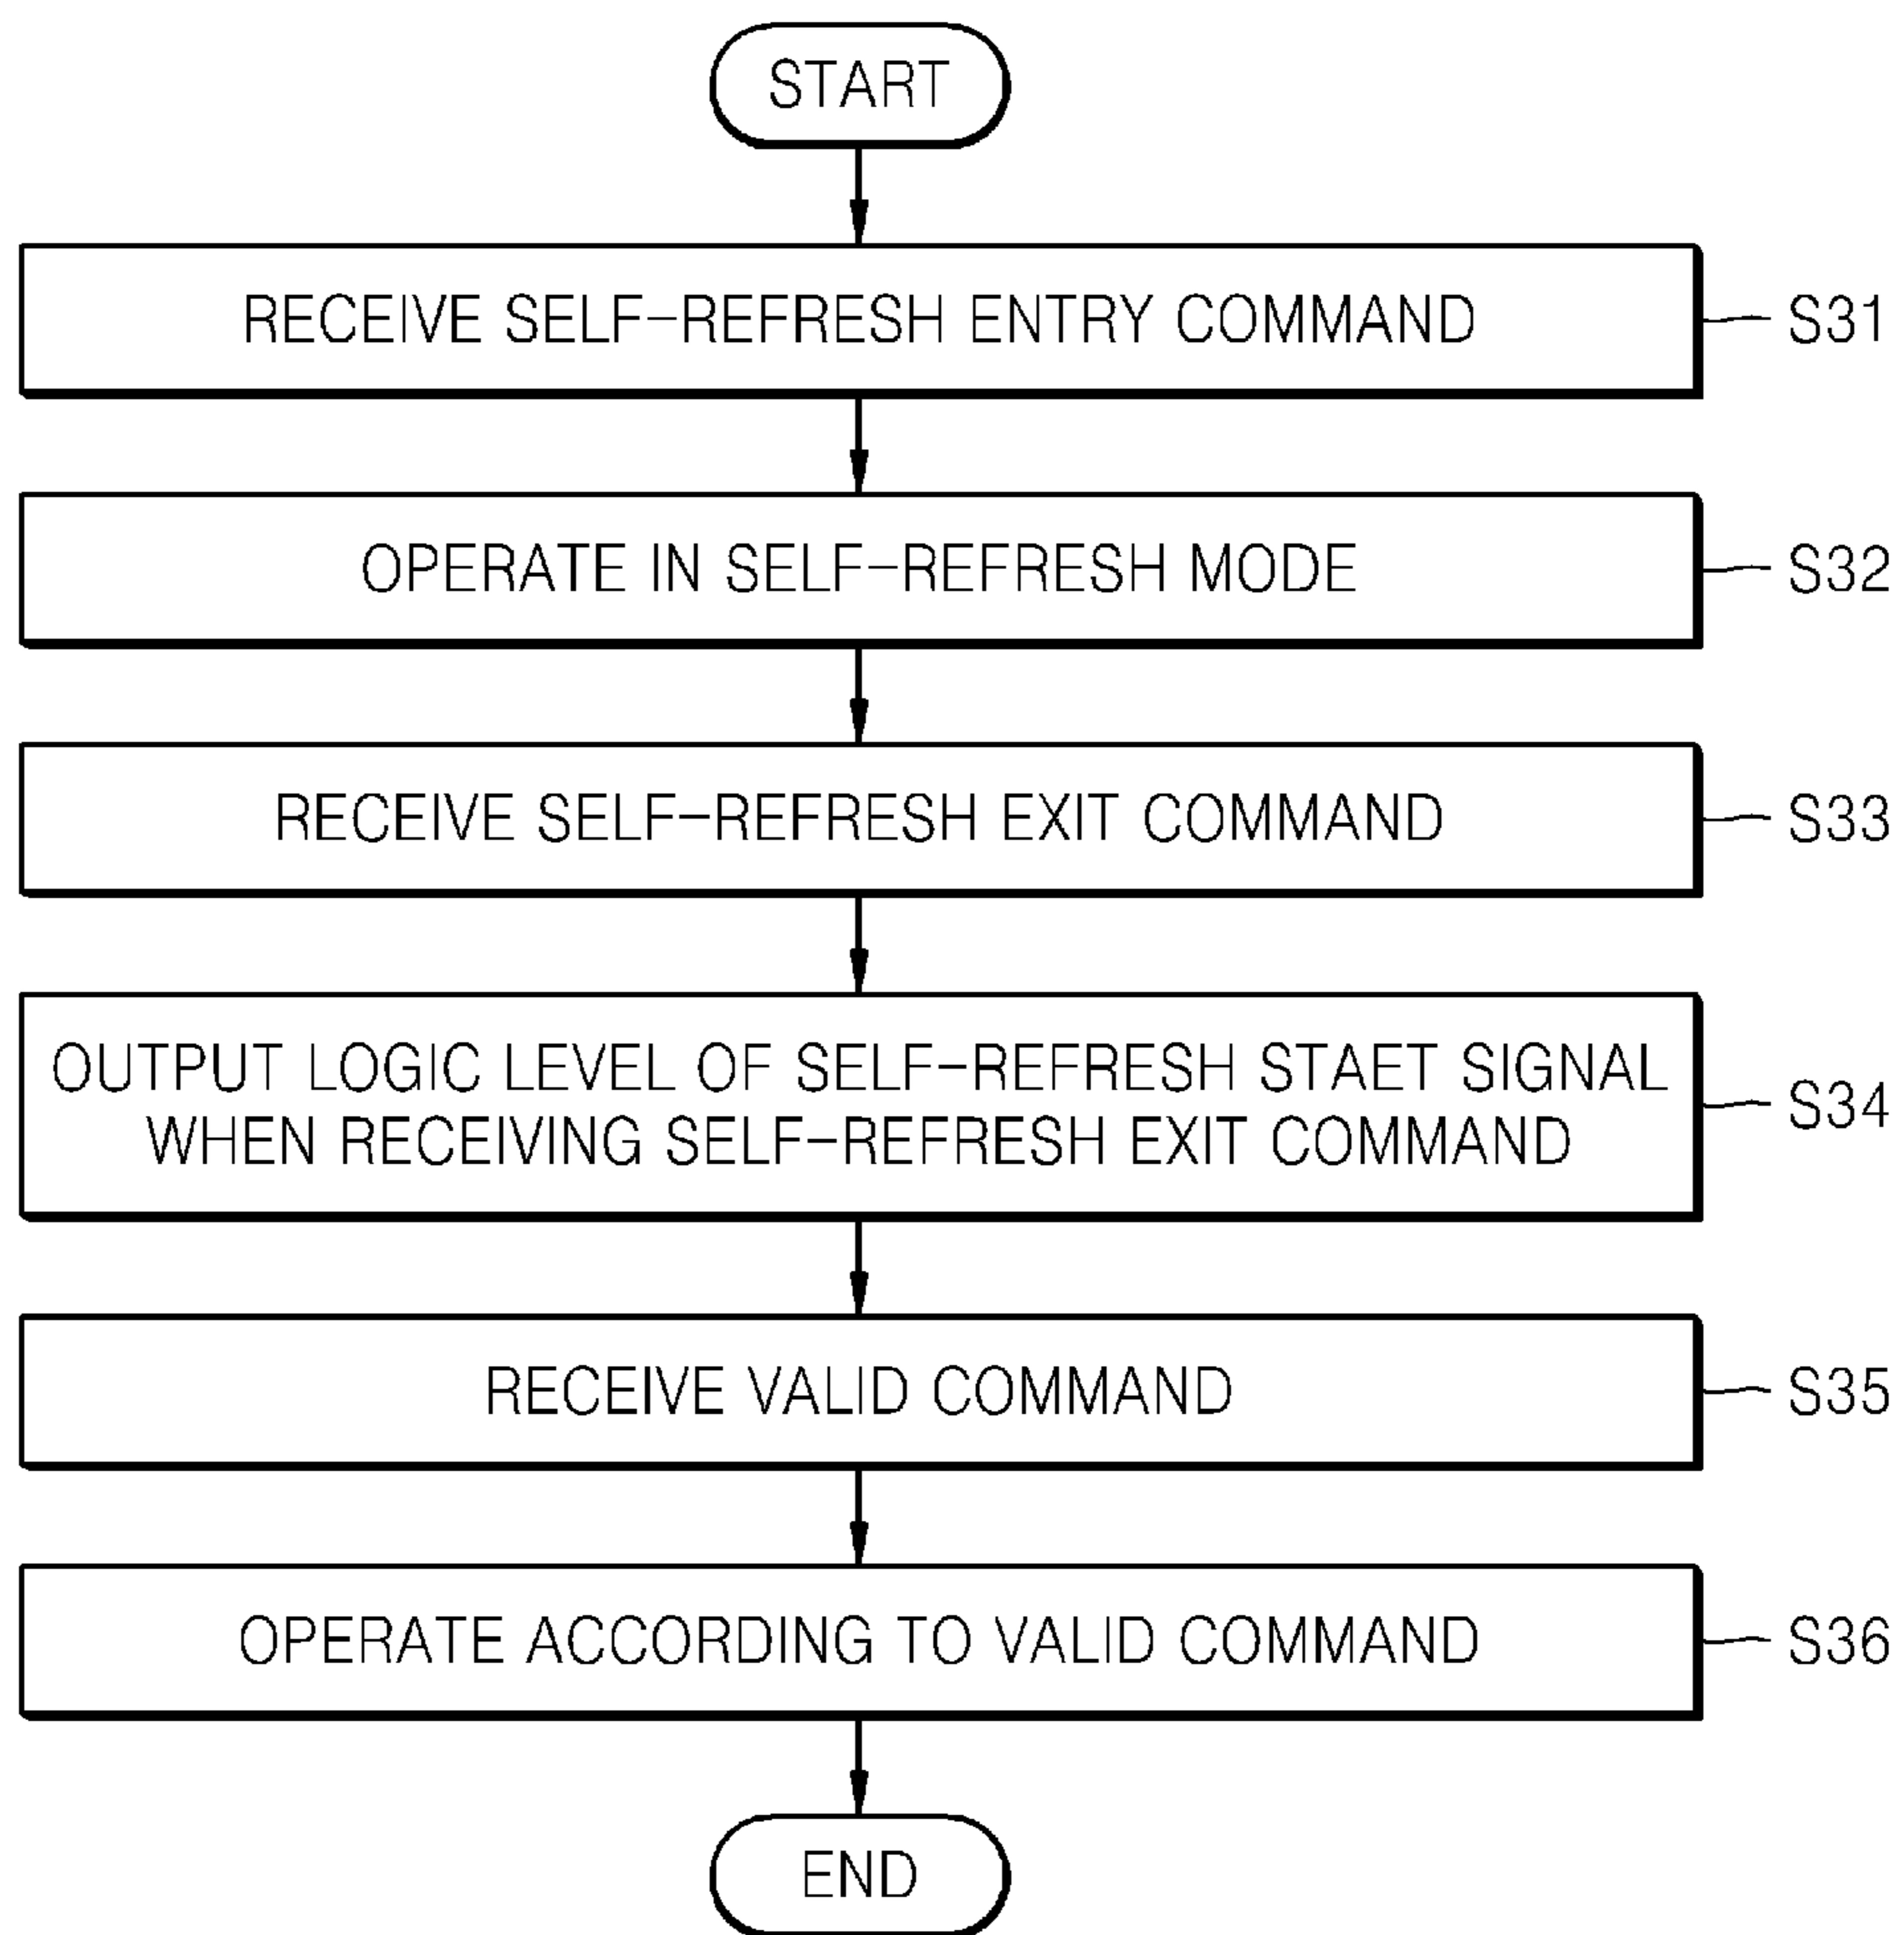 START
RECEIVE SELF-REFRESH ENTRY COMMAND
S31
OPERATE IN SELF-REFRESH MODE
S32
RECEIVE SELF-REFRESH EXIT COMMAND
S33
OUTPUT LOGIC LEVEL OF SELF-REFRESH STAET SIGNAL
WHEN RECEIVING SELF-REFRESH EXIT COMMAND
S34
RECEIVE VALID COMMAND
S35
OPERATE ACCORDING TO VALID COMMAND
S36
END